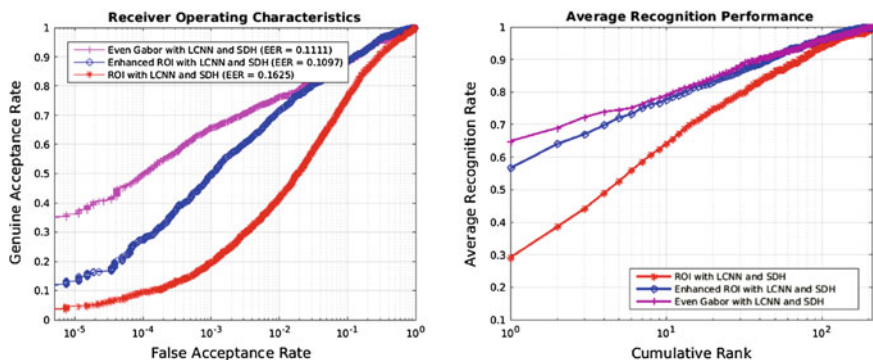 Receiver Operating Characteristics
Genuine Acceptance Rate
1
0.9
0.8
0.7
0.6
0.5
0.4
0.3
0.2
0.1
0
Even Gabor with LCNN and SDH (EER = 0.1111)
Enhanced ROI with LCNN and SDH (EER = 0.1097)
ROI with LCNN and SDH (EER = 0.1625)
10^-5 10^-4 10^-3 10^-2 10^-1 10^0
False Acceptance Rate
Average Recognition Performance
Average Recognition Rate
1
0.9
0.8
0.7
0.6
0.5
0.4
0.3
0.2
0.1
ROI with LCNN and SDH
Enhanced ROI with LCNN and SDH
Even Gabor with LCNN and SDH
10^0 10^1 10^2
Cumulative Rank